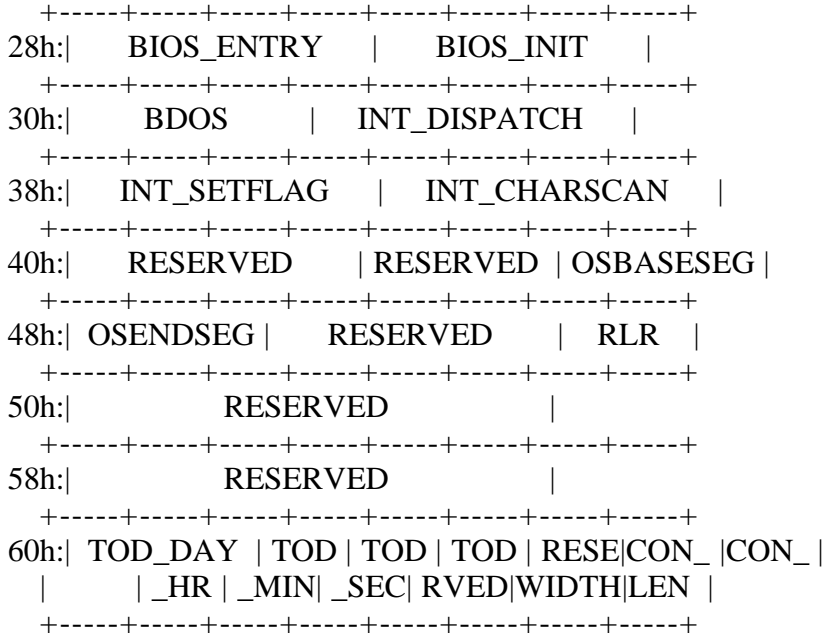 +-----+-----+-----+-----+-----+-----+-----+-----+
28h:| BIOS_ENTRY | BIOS_INIT |
+-----+-----+-----+-----+-----+-----+-----+-----+
30h:| BDOS | INT_DISPATCH |
+-----+-----+-----+-----+-----+-----+-----+-----+
38h:| INT_SETFLAG | INT_CHARSCAN |
+-----+-----+-----+-----+-----+-----+-----+-----+
40h:| RESERVED | RESERVED | OSBASESEG |
+-----+-----+-----+-----+-----+-----+-----+-----+
48h:| OSENDSEG | RESERVED | RLR |
+-----+-----+-----+-----+-----+-----+-----+-----+
50h:| RESERVED |
+-----+-----+-----+-----+-----+-----+-----+-----+
58h:| RESERVED |
+-----+-----+-----+-----+-----+-----+-----+-----+
60h:| TOD_DAY | TOD | TOD | TOD | RESE|CON_ |CON_ |
| | _HR | _MIN| _SEC| RVED|WIDTH|LEN |
+-----+-----+-----+-----+-----+-----+-----+-----+